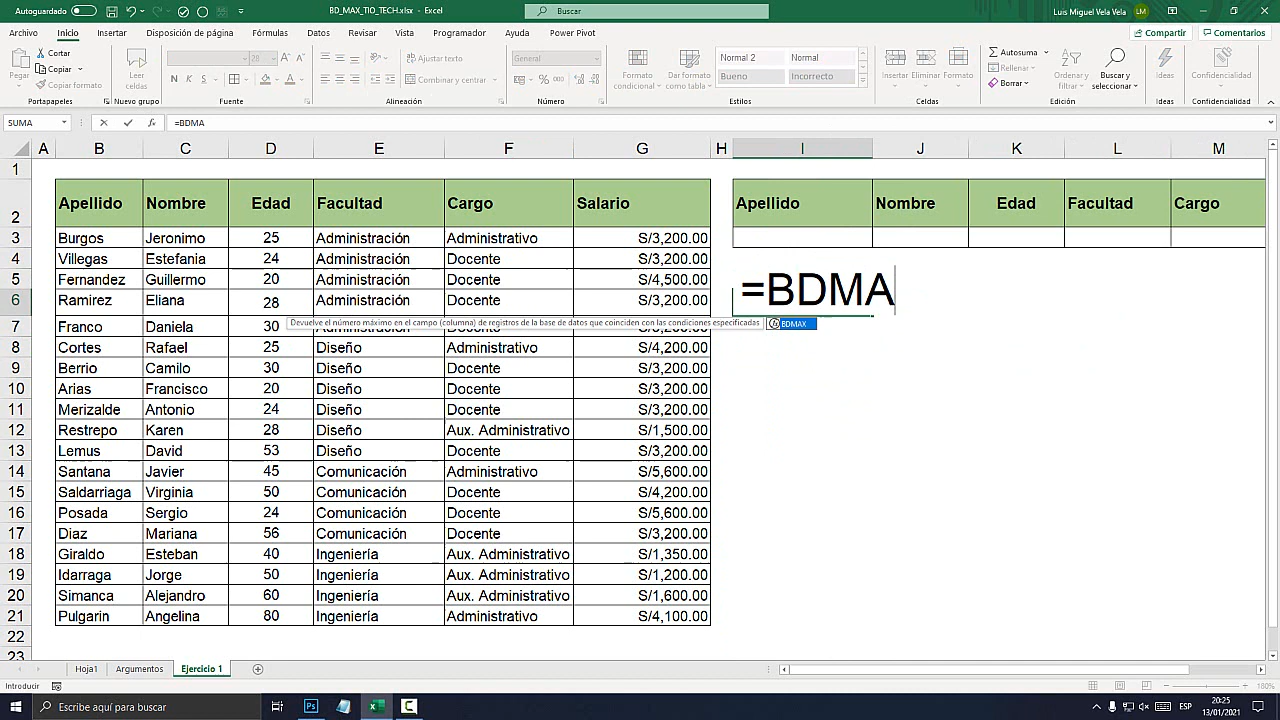 Autoguardado
BD_MAX_TIO_TECH.xlsx - Excel
Buscar
Luis Miguel Vela Vela
LM
Archivo Inicio Insertar Disposición de página Fórmulas Datos Revisar Vista Programador Ayuda Power Pivot
Compartir Comentarios
Pegar
Cortar
Copiar
Copiar formato
Portapapeles
Leer celdas
Nuevo grupo
N K S
Fuente
Ajustar texto
Combinar y centrar
Alineación
General
Número
Formato condicional
Dar formato como tabla
Normal 2 Normal
Bueno Incorrecto
Estilos
Insertar Eliminar Formato
Celdas
Autosuma
Rellenar
Borrar
Ordenar y filtrar
Buscar y seleccionar
Edición
Ideas
Ideas
Confidencialidad
Confidencialidad
SUMA
=BDMA
A B C D E F G H I J K L M
1
2 Apellido Nombre Edad Facultad Cargo Salario Apellido Nombre Edad Facultad Cargo
3 Burgos Jeronimo 25 Administración Administrativo S/3,200.00
4 Villegas Estefania 24 Administración Docente S/3,200.00
5 Fernandez Guillermo 20 Administración Docente S/4,500.00
6 Ramirez Eliana 28 Administración Docente S/3,200.00
=BDMA
Devuelve el número máximo en el campo (columna) de registros de la base de datos que coinciden con las condiciones especificadas
BDMAX
7 Franco Daniela 30 Administración Docente S/3,200.00
8 Cortes Rafael 25 Diseño Administrativo S/4,200.00
9 Berrio Camilo 30 Diseño Docente S/3,200.00
10 Arias Francisco 20 Diseño Docente S/3,200.00
11 Merizalde Antonio 24 Diseño Docente S/3,200.00
12 Restrepo Karen 28 Diseño Aux. Administrativo S/1,500.00
13 Lemus David 53 Diseño Docente S/3,200.00
14 Santana Javier 45 Comunicación Administrativo S/5,600.00
15 Saldarriaga Virginia 50 Comunicación Docente S/4,200.00
16 Posada Sergio 24 Comunicación Docente S/5,600.00
17 Diaz Mariana 56 Comunicación Docente S/3,200.00
18 Giraldo Esteban 40 Ingeniería Aux. Administrativo S/1,350.00
19 Idarraga Jorge 50 Ingeniería Aux. Administrativo S/1,200.00
20 Simanca Alejandro 60 Ingeniería Aux. Administrativo S/1,600.00
21 Pulgarin Angelina 80 Ingeniería Administrativo S/4,100.00
22
23
Hoja1 Argumentos Ejercicio 1
Introducir
180%
Escribe aquí para buscar
ESP
20:25
13/01/2021